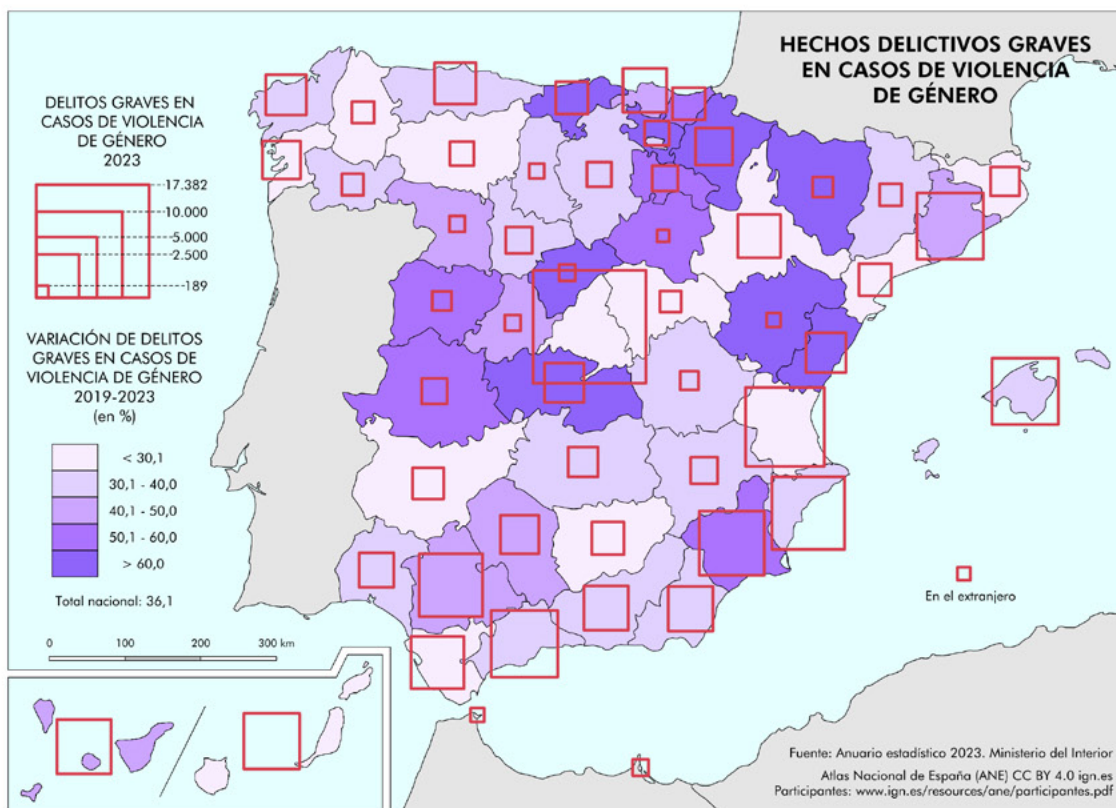 HECHOS DELICTIVOS GRAVES
EN CASOS DE VIOLENCIA
DE GÉNERO
DELITOS GRAVES EN
CASOS DE VIOLENCIA
DE GÉNERO
2023
17.382
10.000
5.000
2.500
189
VARIACIÓN DE DELITOS
GRAVES EN CASOS DE
VIOLENCIA DE GÉNERO
2019-2023
(en %)
< 30,1
30,1 - 40,0
40,1 - 50,0
50,1 - 60,0
> 60,0
Total nacional: 36,1
0 100 200 300 km
En el extranjero
Fuente: Anuario estadístico 2023. Ministerio del Interior
Atlas Nacional de España (ANE) CC BY 4.0 ign.es
Participantes: www.ign.es/resources/ane/participantes.pdf